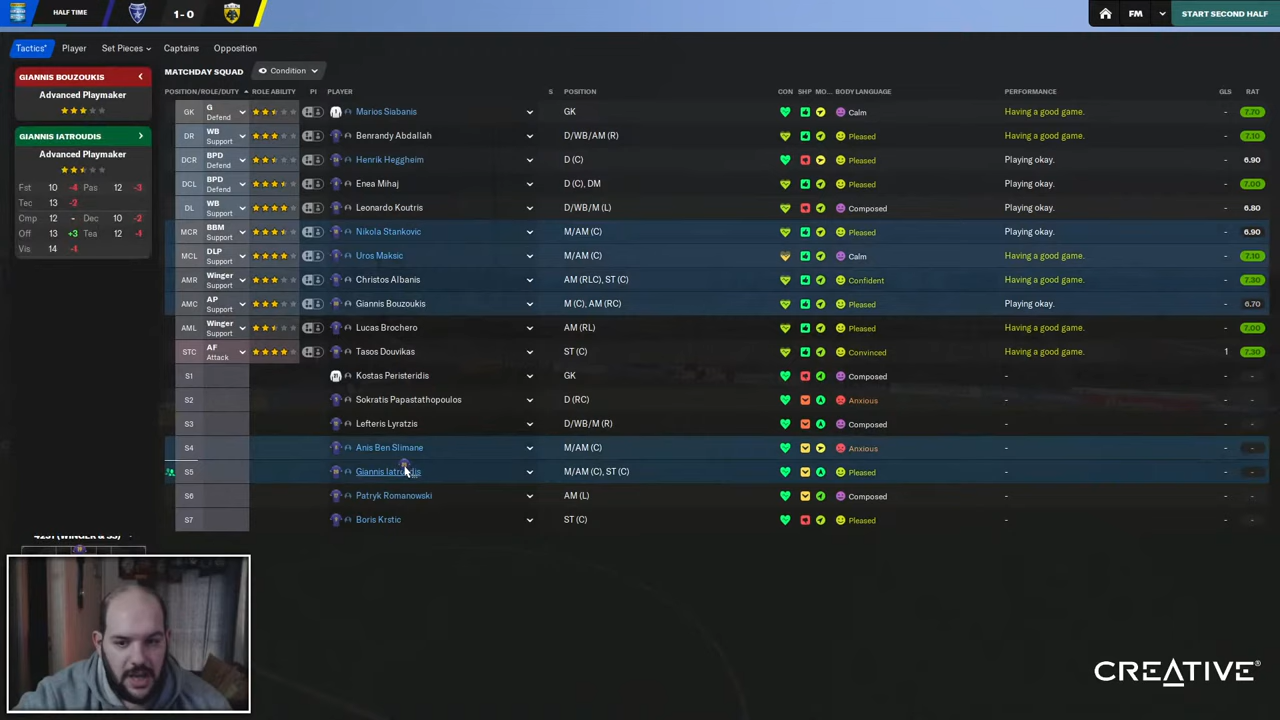 HALF TIME
1 - 0
FM
START SECOND HALF
Tactics*
Player
Set Pieces
Captains
Opposition
GIANNIS BOUZOUKIS
Advanced Playmaker
GIANNIS IATROUDIS
Advanced Playmaker
Fst 10 -4 Pas 12 -3
Tec 13 -2
Cmp 12 - Dec 10 -2
Off 13 +3 Tea 12 -4
Vis 14 -4
MATCHDAY SQUAD
Condition
POSITION/ROLE/DUTY ROLE ABILITY PI PLAYER S POSITION CON SHP MO... BODY LANGUAGE PERFORMANCE GLS RAT
GK G Defend Marios Siabanis GK Calm Having a good game. - 7.70
DR WB Support Benrandy Abdallah D/WB/AM (R) Pleased Having a good game. - 7.10
DCR BPD Defend Henrik Heggheim D (C) Pleased Playing okay. - 6.90
DCL BPD Defend Enea Mihaj D (C), DM Pleased Playing okay. - 7.00
DL WB Support Leonardo Koutris D/WB/M (L) Composed Playing okay. - 6.80
MCR BBM Support Nikola Stankovic M/AM (C) Pleased Playing okay. - 6.90
MCL DLP Support Uros Maksic M/AM (C) Calm Having a good game. - 7.10
AMR Winger Support Christos Albanis AM (RLC), ST (C) Confident Having a good game. - 7.30
AMC AP Support Giannis Bouzoukis M (C), AM (RC) Pleased Playing okay. - 6.70
AML Winger Support Lucas Brochero AM (RL) Pleased Having a good game. - 7.00
STC AF Attack Tasos Douvikas ST (C) Convinced Having a good game. 1 7.30
S1 Kostas Peristeridis GK Composed - - -
S2 Sokratis Papastathopoulos D (RC) Anxious - - -
S3 Lefteris Lyratzis D/WB/M (R) Composed - - -
S4 Anis Ben Slimane M/AM (C) Anxious - - -
S5 Giannis Iatroudis M/AM (C), ST (C) Pleased - - -
S6 Patryk Romanowski AM (L) Composed - - -
S7 Boris Krstic ST (C) Pleased - - -
CREATIVE®